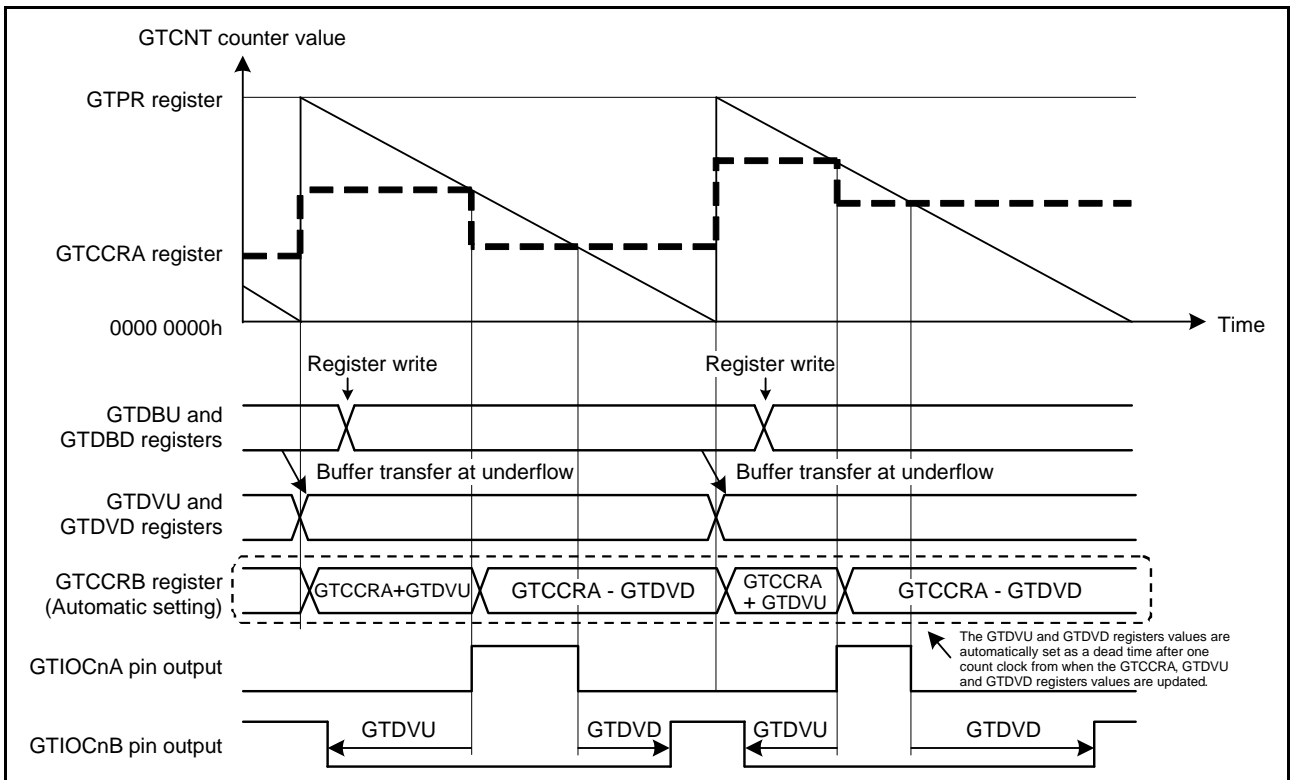 GTCNT counter value
GTPR register
GTCCRA register
0000 0000h
Time
Register write
Register write
GTDBU and
GTDBD registers
Buffer transfer at underflow
Buffer transfer at underflow
GTDVU and
GTDVD registers
GTCCRB register
(Automatic setting)
GTCCRA+GTDVU
GTCCRA - GTDVD
GTCCRA
+ GTDVU
GTCCRA - GTDVD
The GTDVU and GTDVD registers values are
automatically set as a dead time after one
count clock from when the GTCCRA, GTDVU
and GTDVD registers values are updated.
GTIOCnA pin output
GTIOCnB pin output
GTDVU
GTDVD
GTDVU
GTDVD